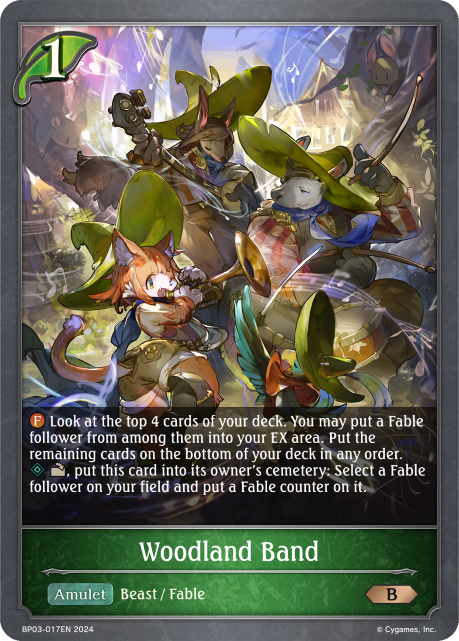 1
F Look at the top 4 cards of your deck. You may put a Fable
follower from among them into your EX area. Put the
remaining cards on the bottom of your deck in any order.
, put this card into its owner's cemetery: Select a Fable
follower on your field and put a Fable counter on it.
Woodland Band
Amulet Beast / Fable B
BP03-017EN 2024 © Cygames, Inc.